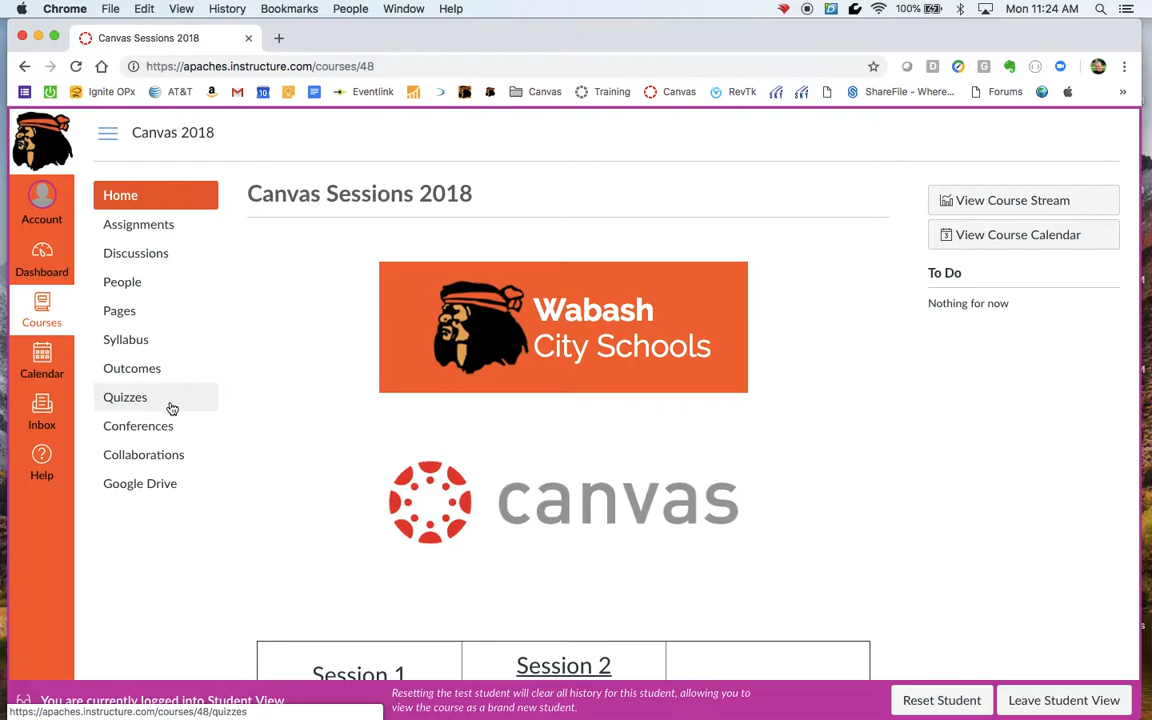 Chrome File Edit View History Bookmarks People Window Help 100% Mon 11:24 AM
Canvas Sessions 2018
https://apaches.instructure.com/courses/48
Ignite OPx AT&T 10 Eventlink Canvas Training Canvas RevTk ShareFile - Where... Forums »
Canvas 2018
Account
Dashboard
Courses
Calendar
Inbox
Help
Home
Assignments
Discussions
People
Pages
Syllabus
Outcomes
Quizzes
Conferences
Collaborations
Google Drive
Canvas Sessions 2018
Wabash
City Schools
canvas
Session 1
Session 2
View Course Stream
View Course Calendar
To Do
Nothing for now
You are currently logged into Student View
Resetting the test student will clear all history for this student, allowing you to
view the course as a brand new student.
Reset Student
Leave Student View
https://apaches.instructure.com/courses/48/quizzes